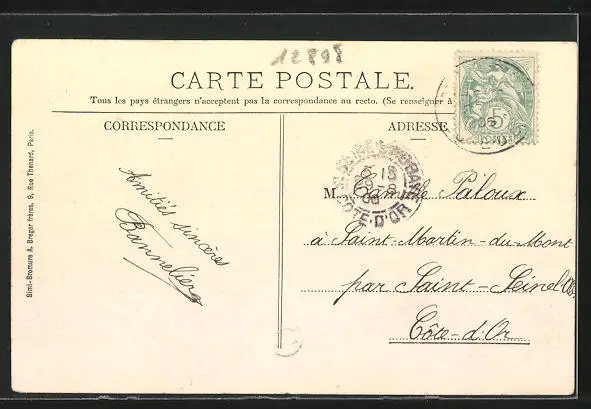 12898
CARTE POSTALE.
Tous les pays étrangers n'acceptent pas la correspondance au recto. (Se renseigner à
CORRESPONDANCE
ADRESSE
Simi-Bromure A. Breger frères, 9, Rue Thénard, Paris.
Amitiés sincères
M. Camille Paloux
à Saint-Martin-du-Mont
par Saint-Seine l'Ab.
Côte-d'Or
CÔTE-D'OR